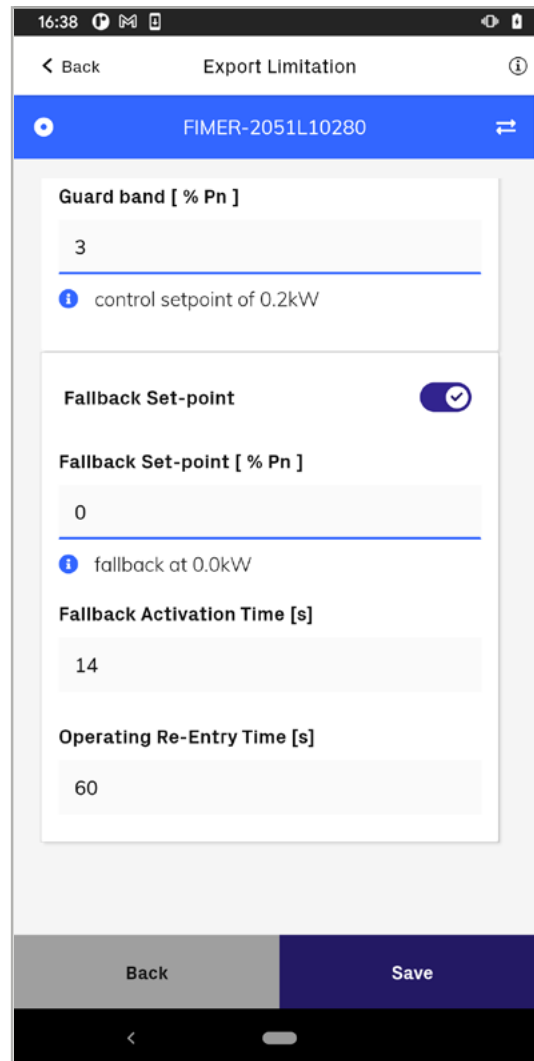 16:38
Back Export Limitation
FIMER-2051L10280
Guard band [ % Pn ]
3
control setpoint of 0.2kW
Fallback Set-point
Fallback Set-point [ % Pn ]
0
fallback at 0.0kW
Fallback Activation Time [s]
14
Operating Re-Entry Time [s]
60
Back Save